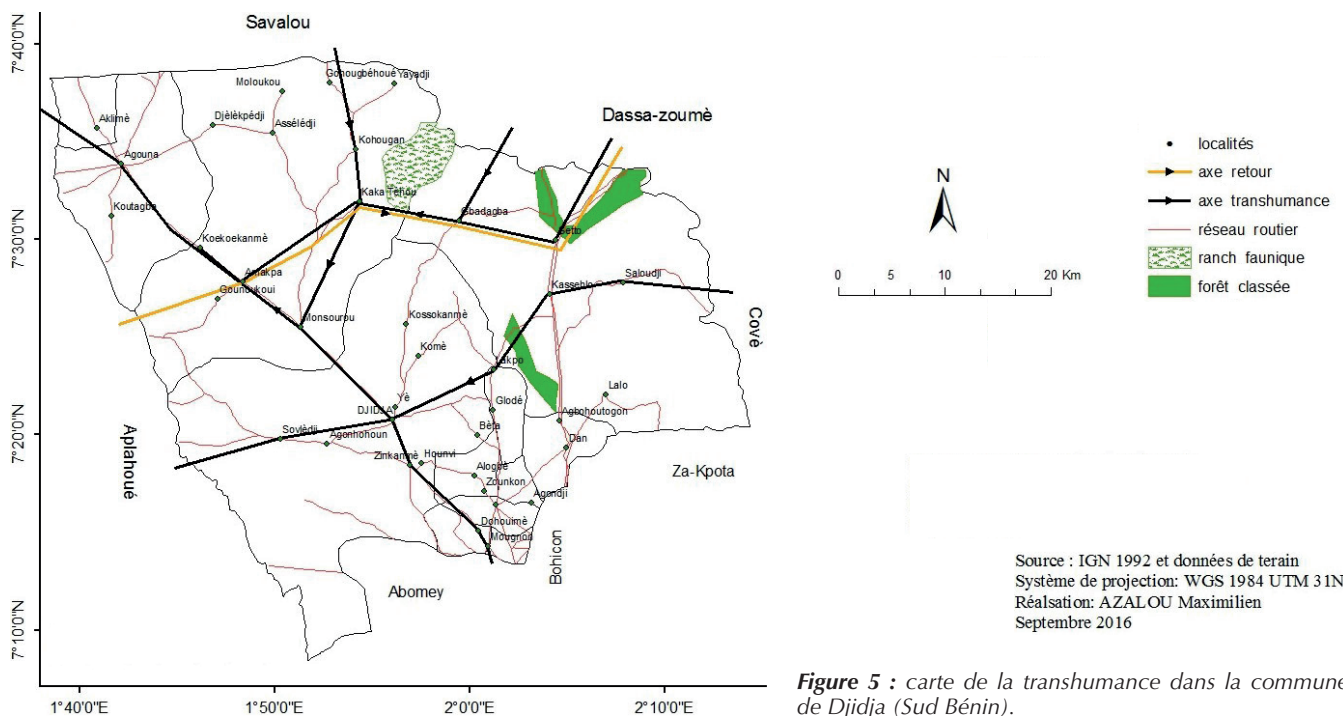 Savalou
7°40'0"N
Gohougbéhoué
Yayadji
Moloukou
Aklimè
Djèlèkpédji
Assélédji
Dassa-zoumè
Kohougan
Agouna
Kaka Tèhou
Koutagba
Gbadagba
7°30'0"N
Setto
Koekoekanmè
Saloudji
Amakpa
Kassehlo
Gounoukoui
Monsourou
Kossokanmè
Covè
Komè
Lakpo
Lalo
Yè
Glodé
DJIDJA
Agbohoutogon
7°20'0"N
Aplahoué
Sovlèdji
Agonhohoun
Bèta
Dan
Zinkanmè
Hounvi
Za-Kpota
Alogbè
Zounkon
Agondji
Dohouimè
Mougnon
Bohicon
Abomey
7°10'0"N
1°40'0"E
1°50'0"E
2°0'0"E
2°10'0"E
localités
axe retour
axe transhumance
réseau routier
ranch faunique
forêt classée
N
0 5 10 20 Km
Source : IGN 1992 et données de terain
Système de projection: WGS 1984 UTM 31N
Réalsation: AZALOU Maximilien
Septembre 2016
Figure 5 : carte de la transhumance dans la commune
de Djidja (Sud Bénin).